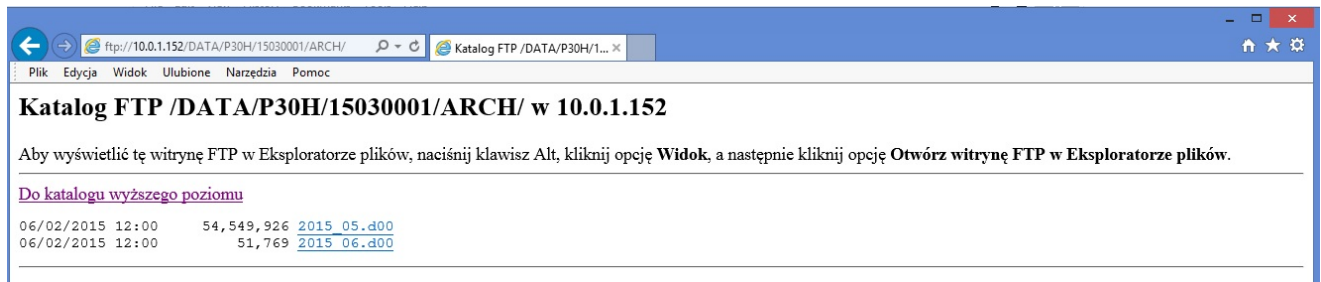 ftp://10.0.1.152/DATA/P30H/15030001/ARCH/
Katalog FTP /DATA/P30H/1...
Plik Edycja Widok Ulubione Narzędzia Pomoc
Katalog FTP /DATA/P30H/15030001/ARCH/ w 10.0.1.152
Aby wyświetlić tę witrynę FTP w Eksploratorze plików, naciśnij klawisz Alt, kliknij opcję Widok, a następnie kliknij opcję Otwórz witrynę FTP w Eksploratorze plików.
Do katalogu wyższego poziomu
06/02/2015 12:00 54,549,926 2015_05.d00
06/02/2015 12:00 51,769 2015_06.d00